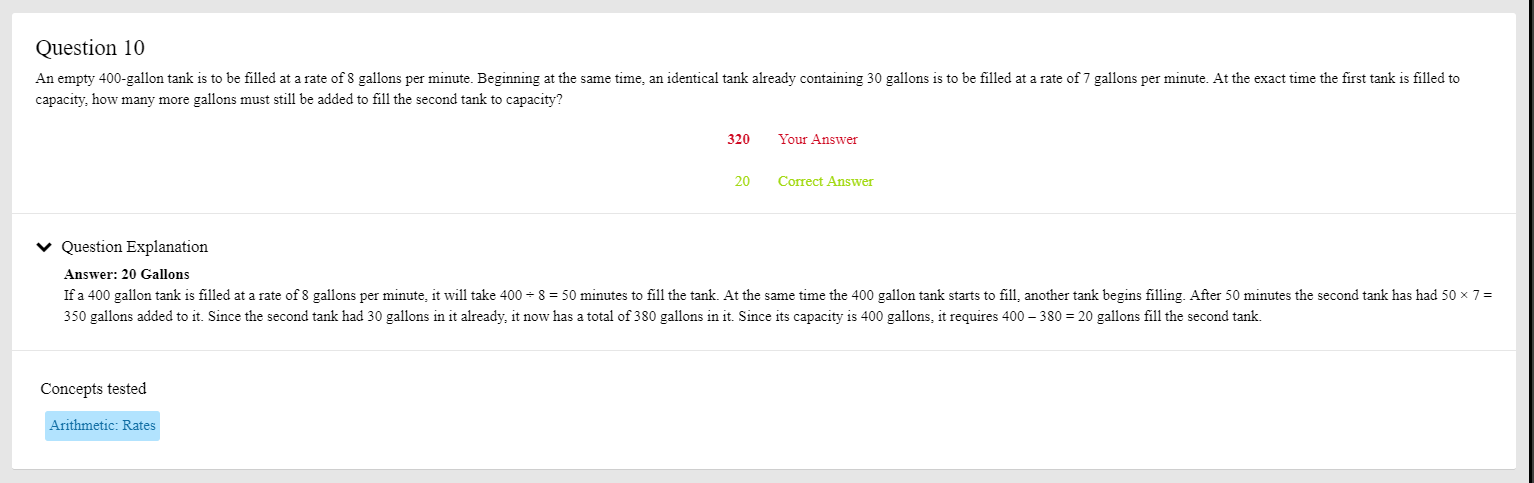 Question 10
An empty 400-gallon tank is to be filled at a rate of 8 gallons per minute. Beginning at the same time, an identical tank already containing 30 gallons is to be filled at a rate of 7 gallons per minute. At the exact time the first tank is filled to
capacity, how many more gallons must still be added to fill the second tank to capacity?
320 Your Answer
20 Correct Answer
Question Explanation
Answer: 20 Gallons
If a 400 gallon tank is filled at a rate of 8 gallons per minute, it will take 400 ÷ 8 = 50 minutes to fill the tank. At the same time the 400 gallon tank starts to fill, another tank begins filling. After 50 minutes the second tank has had 50 × 7 =
350 gallons added to it. Since the second tank had 30 gallons in it already, it now has a total of 380 gallons in it. Since its capacity is 400 gallons, it requires 400 – 380 = 20 gallons fill the second tank.
Concepts tested
Arithmetic: Rates